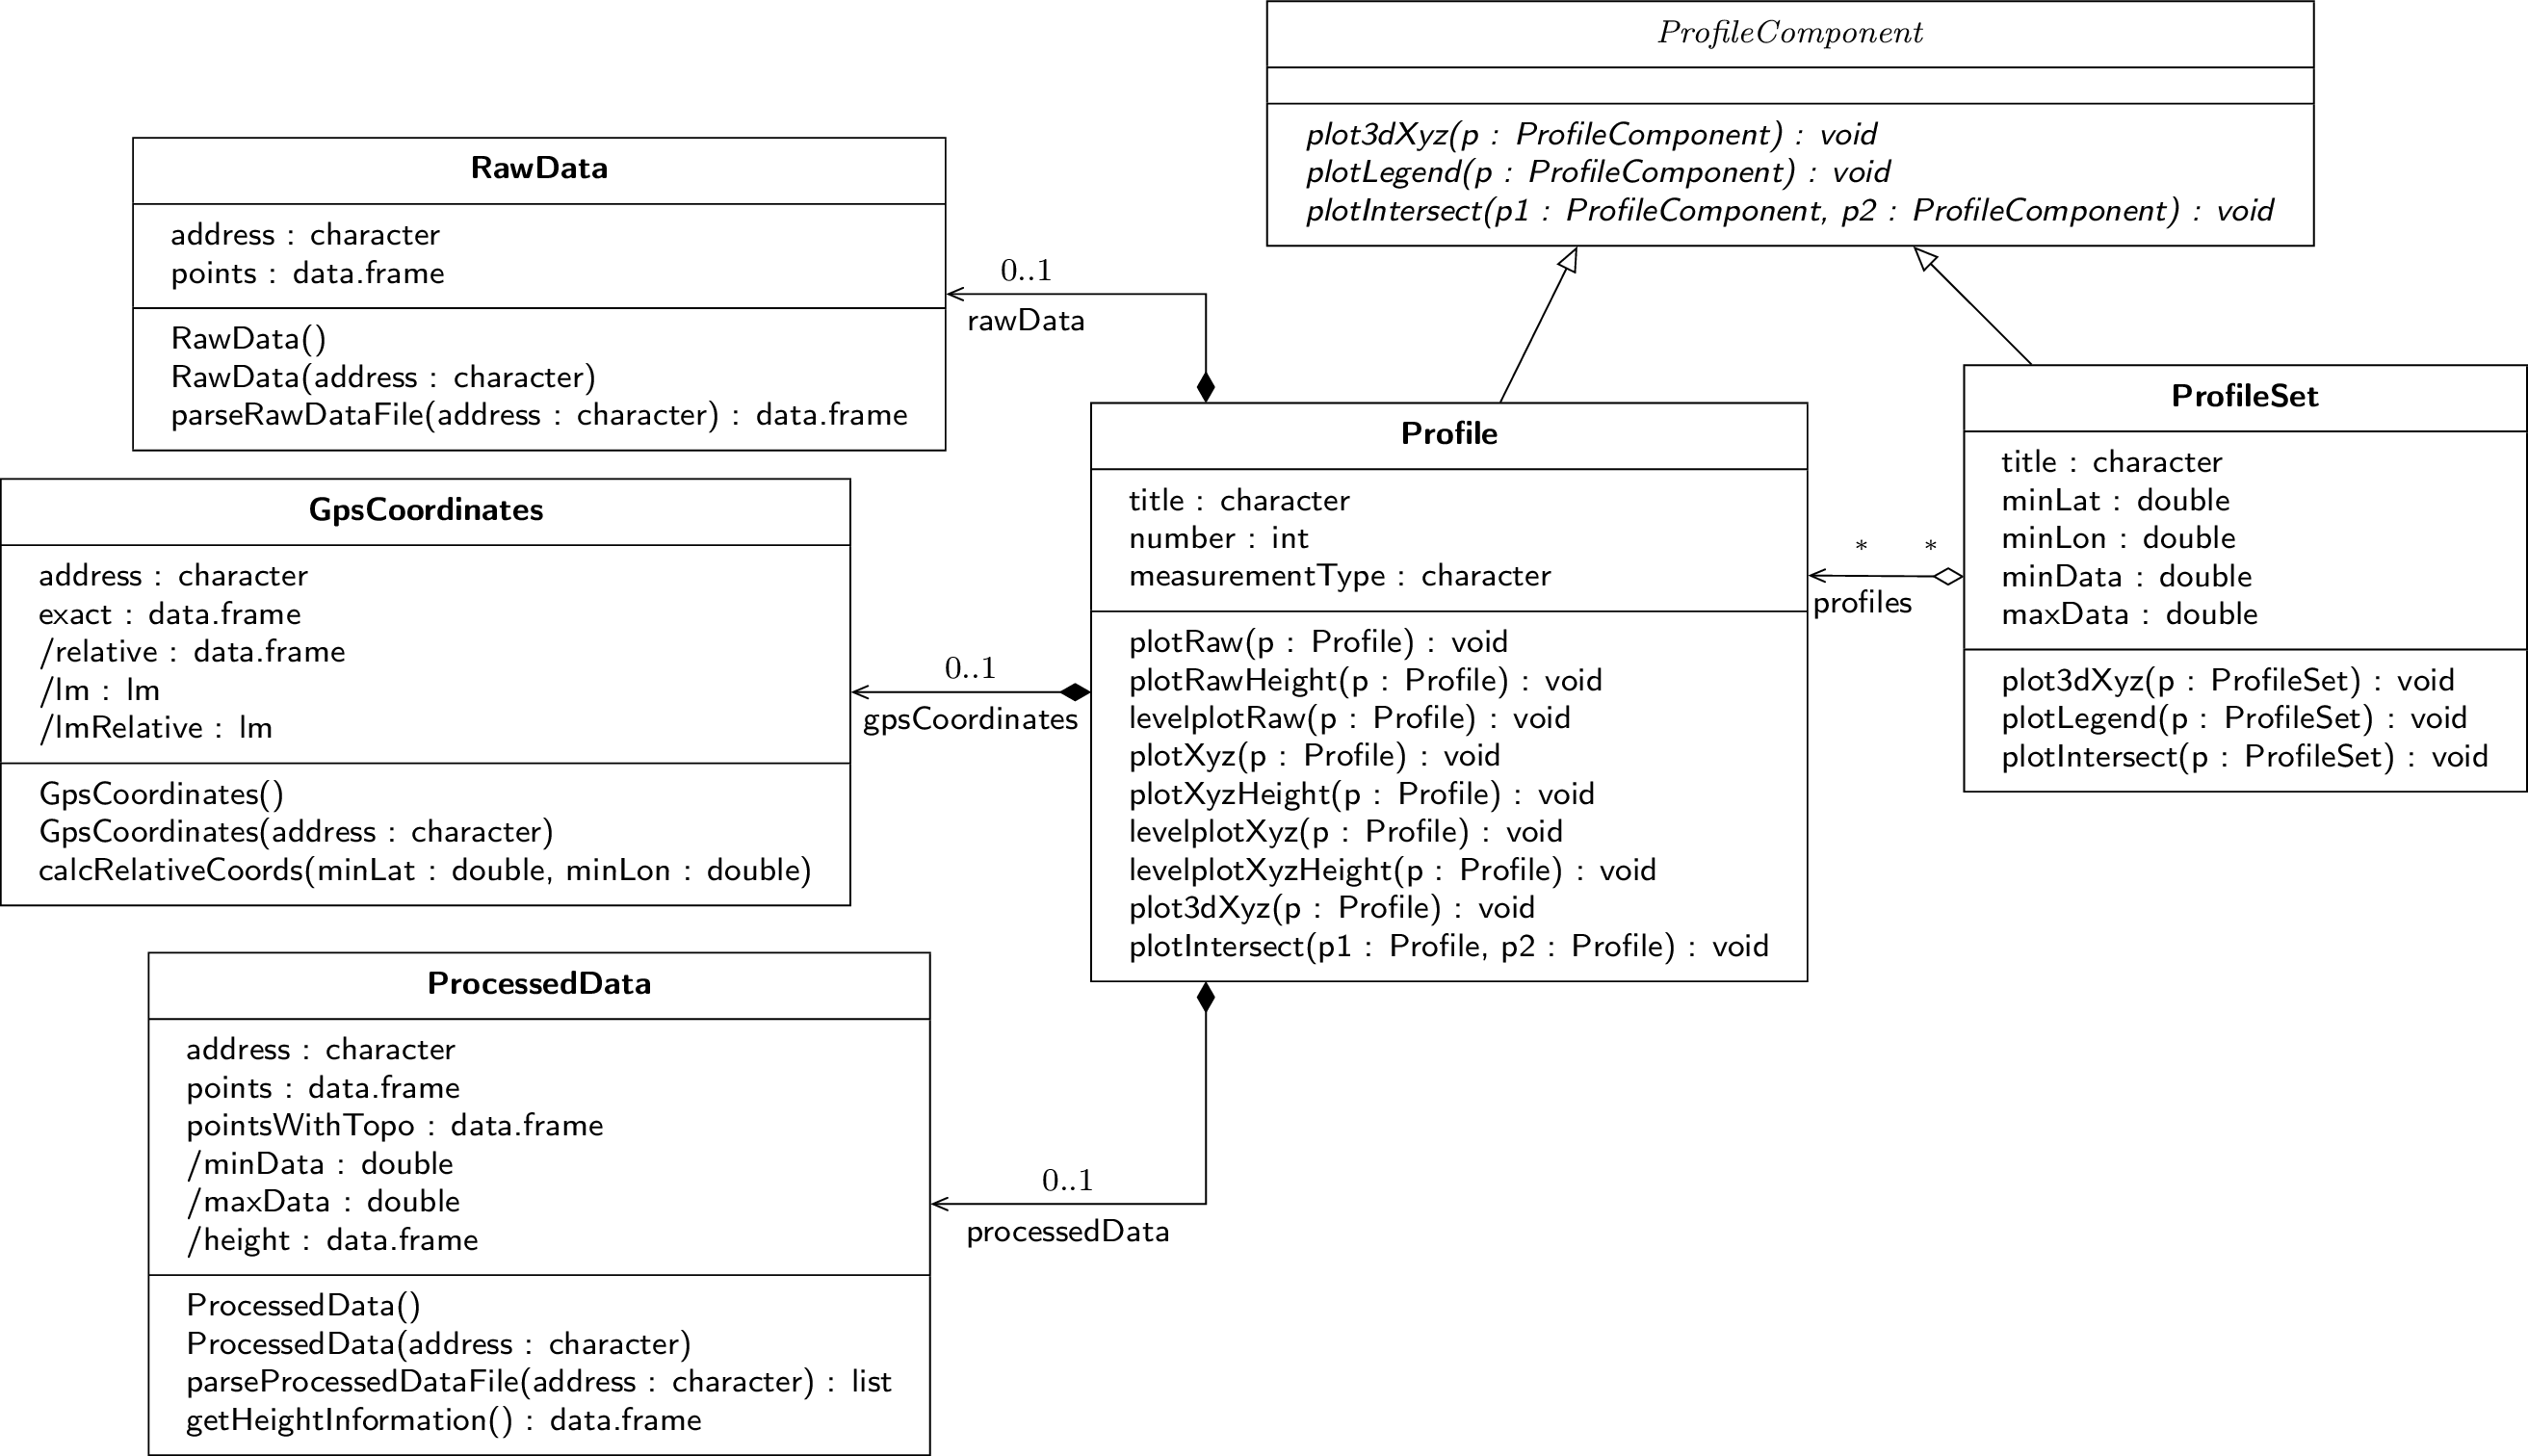 ProfileComponent
plot3dXyz(p : ProfileComponent) : void
plotLegend(p : ProfileComponent) : void
plotIntersect(p1 : ProfileComponent, p2 : ProfileComponent) : void
RawData
address : character
points : data.frame
RawData()
RawData(address : character)
parseRawDataFile(address : character) : data.frame
0..1
rawData
GpsCoordinates
address : character
exact : data.frame
/relative : data.frame
/lm : lm
/lmRelative : lm
GpsCoordinates()
GpsCoordinates(address : character)
calcRelativeCoords(minLat : double, minLon : double)
0..1
gpsCoordinates
Profile
title : character
number : int
measurementType : character
plotRaw(p : Profile) : void
plotRawHeight(p : Profile) : void
levelplotRaw(p : Profile) : void
plotXyz(p : Profile) : void
plotXyzHeight(p : Profile) : void
levelplotXyz(p : Profile) : void
levelplotXyzHeight(p : Profile) : void
plot3dXyz(p : Profile) : void
plotIntersect(p1 : Profile, p2 : Profile) : void
* *
profiles
ProfileSet
title : character
minLat : double
minLon : double
minData : double
maxData : double
plot3dXyz(p : ProfileSet) : void
plotLegend(p : ProfileSet) : void
plotIntersect(p : ProfileSet) : void
ProcessedData
address : character
points : data.frame
pointsWithTopo : data.frame
/minData : double
/maxData : double
/height : data.frame
ProcessedData()
ProcessedData(address : character)
parseProcessedDataFile(address : character) : list
getHeightInformation() : data.frame
0..1
processedData